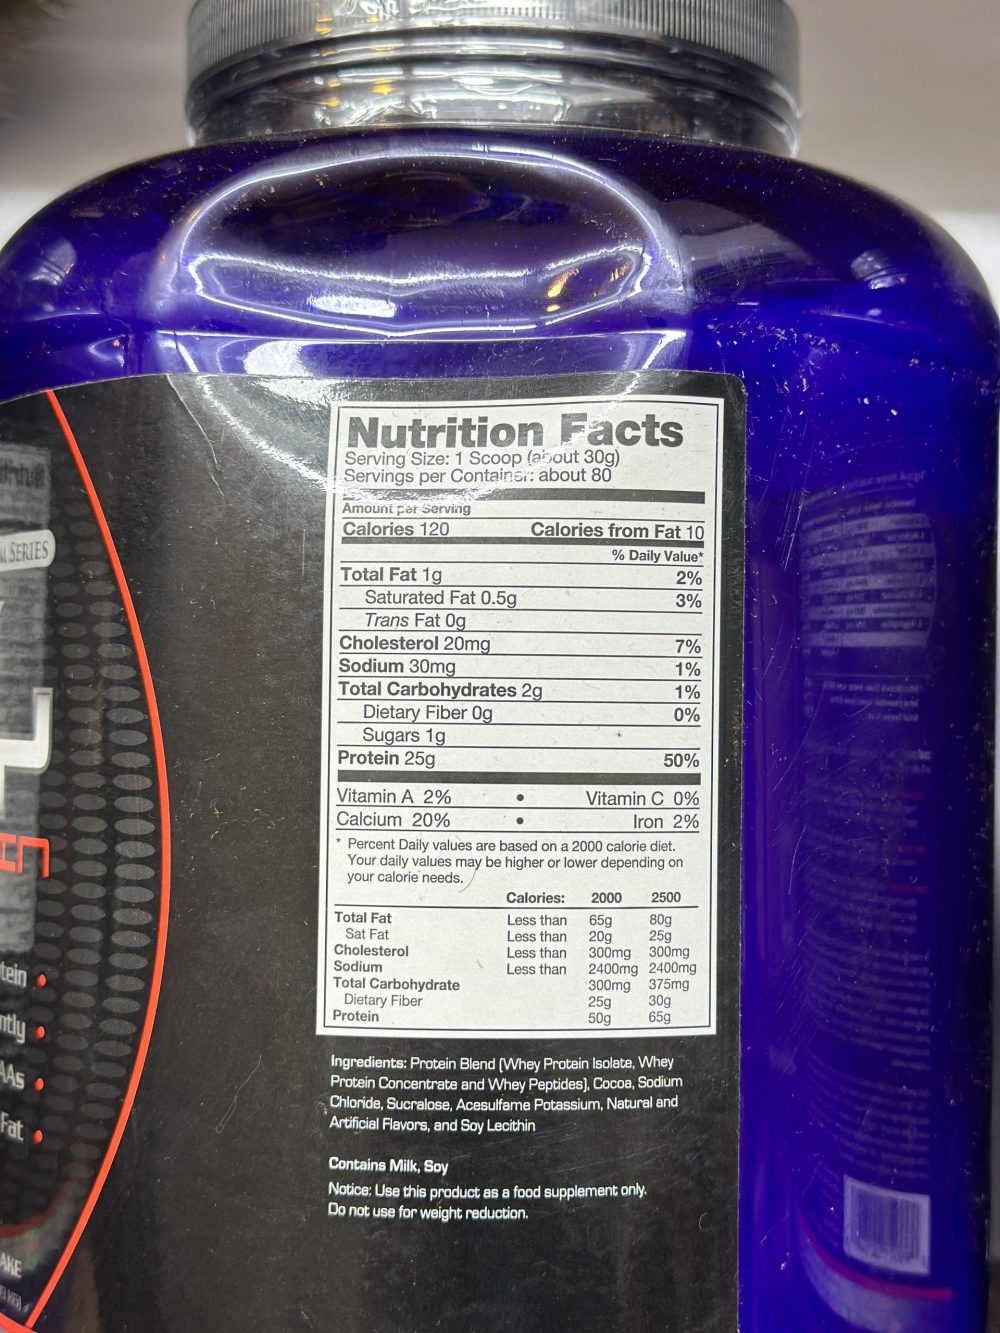 Nutrition Facts
Serving Size: 1 Scoop (about 30g)
Servings per Container: about 80
Amount per Serving
Calories 120 Calories from Fat 10
% Daily Value*
Total Fat 1g 2%
Saturated Fat 0.5g 3%
Trans Fat 0g
Cholesterol 20mg 7%
Sodium 30mg 1%
Total Carbohydrates 2g 1%
Dietary Fiber 0g 0%
Sugars 1g
Protein 25g 50%
Vitamin A 2% • Vitamin C 0%
Calcium 20% • Iron 2%
* Percent Daily values are based on a 2000 calorie diet.
Your daily values may be higher or lower depending on
your calorie needs.
Calories: 2000 2500
Total Fat Less than 65g 80g
Sat Fat Less than 20g 25g
Cholesterol Less than 300mg 300mg
Sodium Less than 2400mg 2400mg
Total Carbohydrate 300mg 375mg
Dietary Fiber 25g 30g
Protein 50g 65g
Ingredients: Protein Blend (Whey Protein Isolate, Whey
Protein Concentrate and Whey Peptides), Cocoa, Sodium
Chloride, Sucralose, Acesulfame Potassium, Natural and
Artificial Flavors, and Soy Lecithin
Contains Milk, Soy
Notice: Use this product as a food supplement only.
Do not use for weight reduction.
SERIES
tein •
ntly •
AAs •
Fat •
AKE